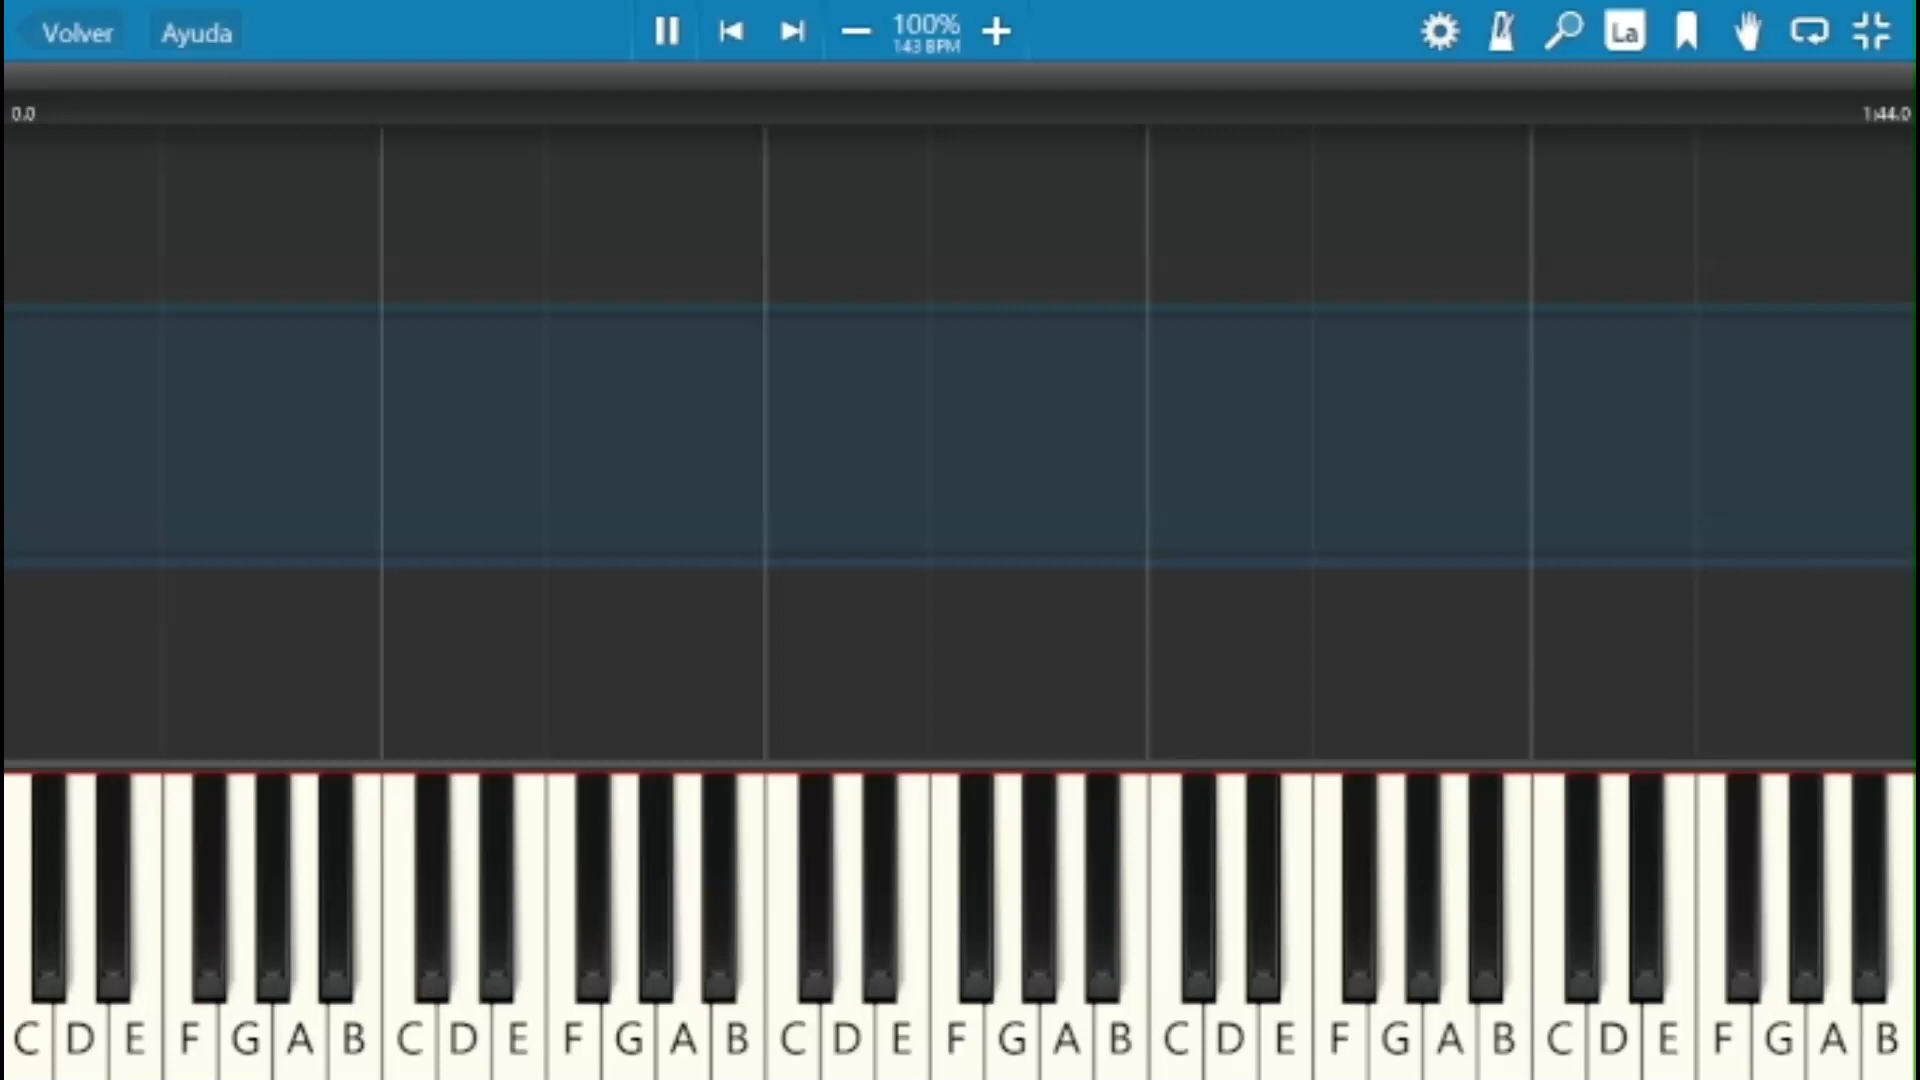 Volver Ayuda 100% La
143 BPM
0.0 1:44.0
C D E F G A B C D E F G A B C D E F G A B C D E F G A B C D E F G A B